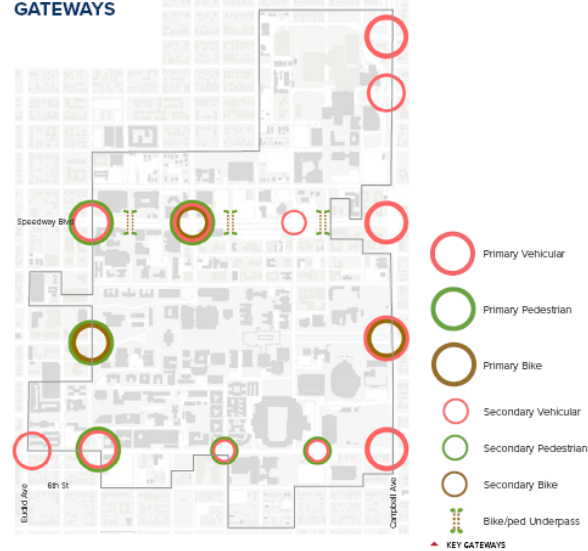 GATEWAYS
Speedway Blvd
Primary Vehicular
Primary Pedestrian
Primary Bike
Secondary Vehicular
Secondary Pedestrian
Secondary Bike
Bike/ped Underpass
KEY GATEWAYS
Euclid Ave
6th St
Campbell Ave